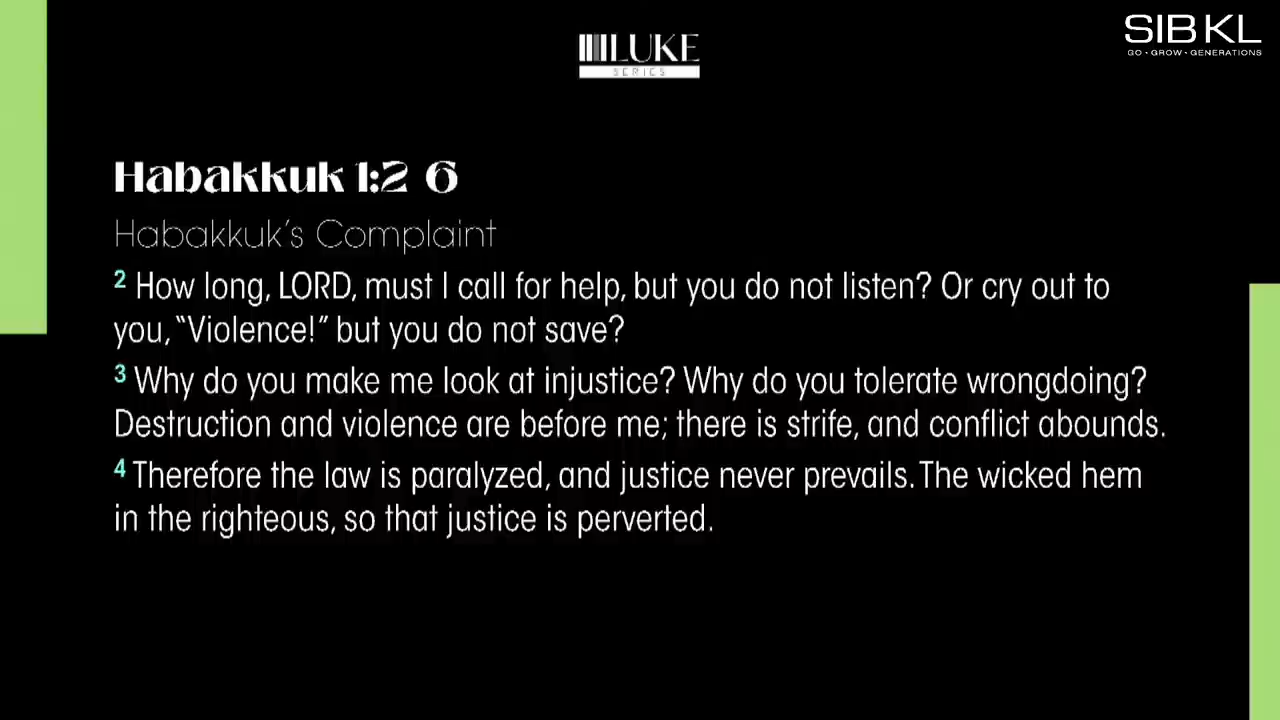 SIBKL
GO • GROW • GENERATIONS
LUKE
SERIES
Habakkuk 1:2 6
Habakkuk's Complaint
2 How long, LORD, must I call for help, but you do not listen? Or cry out to
you, “Violence!” but you do not save?
3 Why do you make me look at injustice? Why do you tolerate wrongdoing?
Destruction and violence are before me; there is strife, and conflict abounds.
4 Therefore the law is paralyzed, and justice never prevails. The wicked hem
in the righteous, so that justice is perverted.